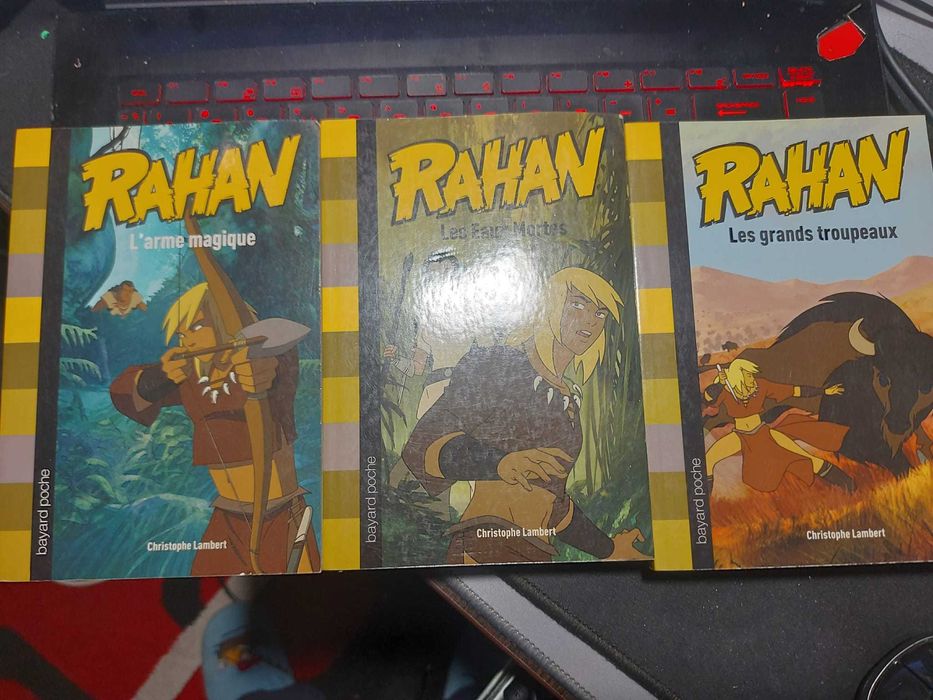 RAHAN
L'arme magique
Christophe Lambert
bayard poche
RAHAN
Les Eaux Mortes
Christophe Lambert
bayard poche
RAHAN
Les grands troupeaux
Christophe Lambert
bayard poche